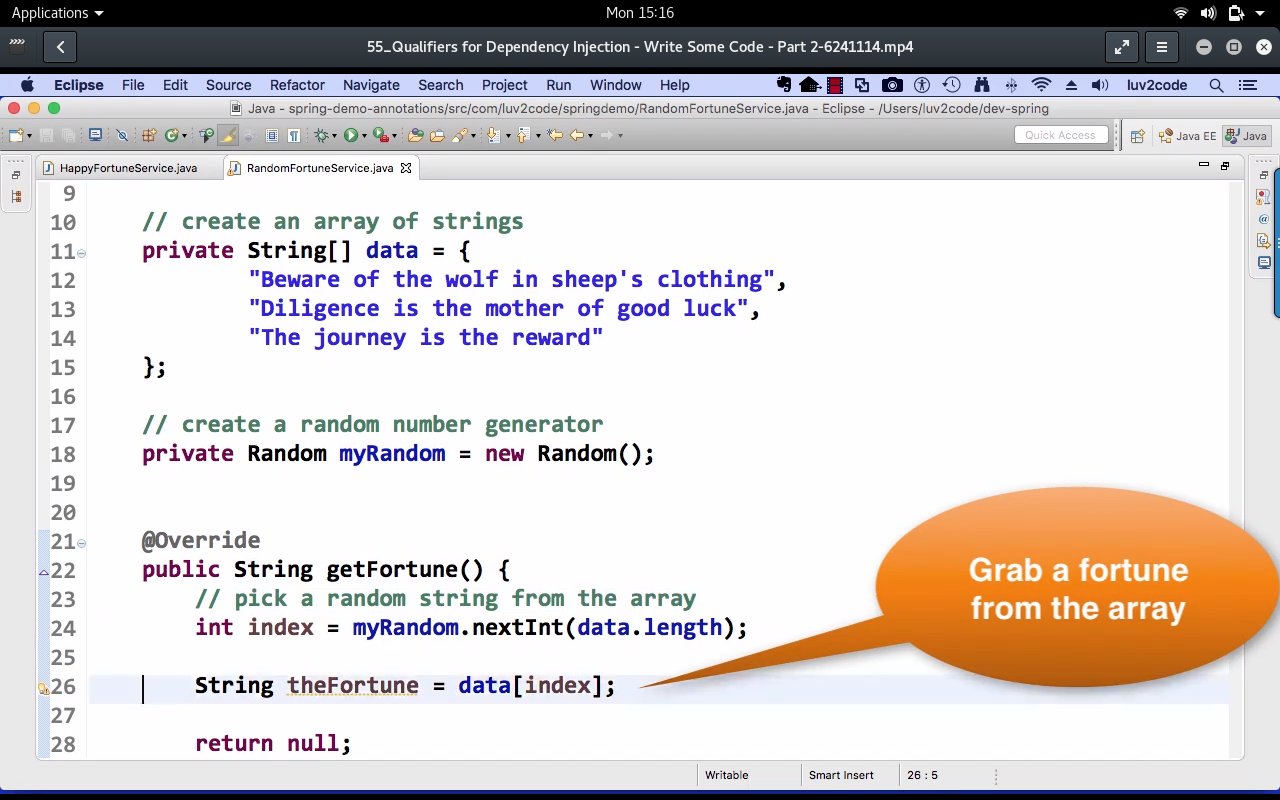 Applications
Mon 15:16
55_Qualifiers for Dependency Injection - Write Some Code - Part 2-6241114.mp4
Eclipse File Edit Source Refactor Navigate Search Project Run Window Help luv2code
Java - spring-demo-annotations/src/com/luv2code/springdemo/RandomFortuneService.java - Eclipse - /Users/luv2code/dev-spring
Quick Access
Java EE
Java
HappyFortuneService.java
RandomFortuneService.java
9
10 // create an array of strings
11 private String[] data = {
12 "Beware of the wolf in sheep's clothing",
13 "Diligence is the mother of good luck",
14 "The journey is the reward"
15 };
16
17 // create a random number generator
18 private Random myRandom = new Random();
19
20
21 @Override
22 public String getFortune() {
23 // pick a random string from the array
24 int index = myRandom.nextInt(data.length);
25
26 String theFortune = data[index];
27
28 return null;
Grab a fortune
from the array
Writable
Smart Insert
26 : 5